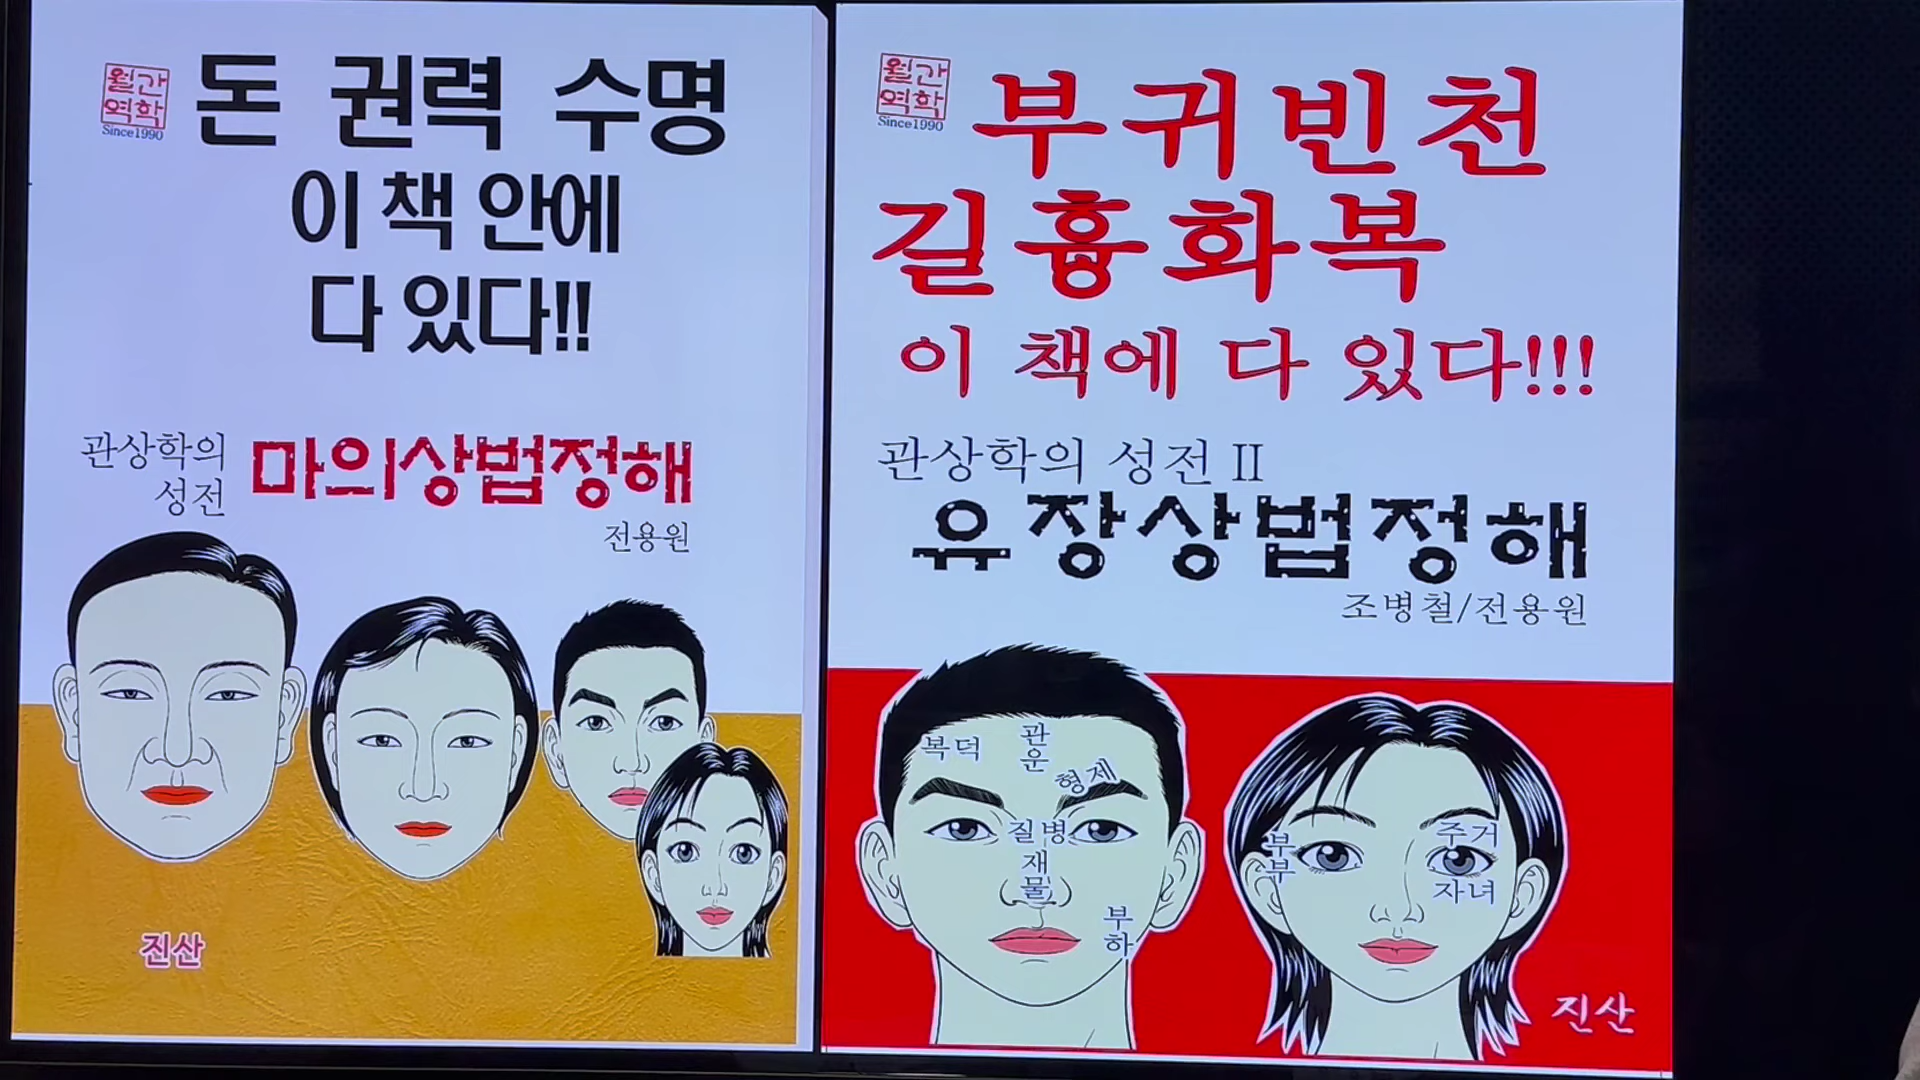 월간
역학
Since1990
돈 권력 수명
이 책 안에
다 있다!!
관상학의
성전
마의상법정해
전용원
진산
월간
역학
Since1990
부귀빈천
길흉화복
이 책에 다 있다!!!
관상학의 성전 II
유장상법정해
조병철/전용원
복덕
관운
형제
질병
재물
부하
부부
주거
자녀
진산